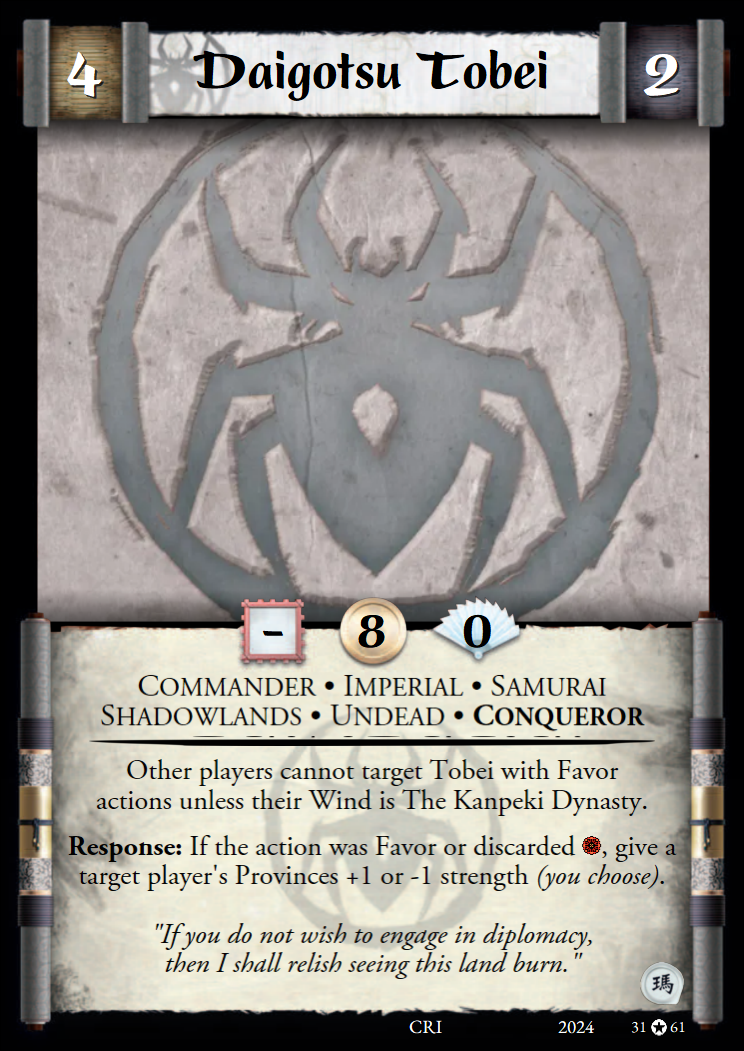 4 Daigotsu Tobei 2
- 8 0
COMMANDER • IMPERIAL • SAMURAI
SHADOWLANDS • UNDEAD • CONQUEROR
Other players cannot target Tobei with Favor
actions unless their Wind is The Kanpeki Dynasty.
Response: If the action was Favor or discarded , give a
target player's Provinces +1 or -1 strength (you choose).
"If you do not wish to engage in diplomacy,
then I shall relish seeing this land burn."
瑪
CRI 2024 31 61